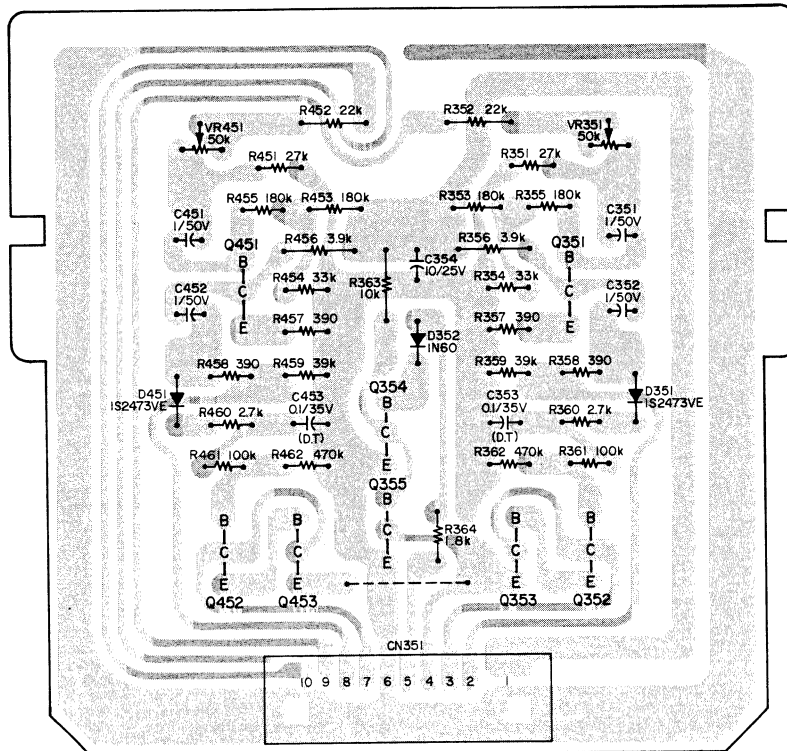 R452 22k
R352 22k
VR451
50k
VR351
50k
R451 27k
R351 27k
R455 180k
R453 180k
R353 180k
R355 180k
C451
1/50V
C351
1/50V
Q451
B
C
E
R456 3.9k
R356 3.9k
Q351
B
C
E
C354
10/25V
R363
10k
R454 33k
R354 33k
C452
1/50V
C352
1/50V
R457 390
R357 390
D352
1N60
R458 390
R459 39k
R359 39k
R358 390
D451
1S2473VE
D351
1S2473VE
Q354
B
C
E
C453
0.1/35V
(D.T)
C353
0.1/35V
(D.T)
R460 2.7k
R360 2.7k
R461 100k
R462 470k
R362 470k
R361 100k
Q355
B
C
E
R364
1.8k
B
C
E
Q452
B
C
E
Q453
B
C
E
Q353
B
C
E
Q352
CN351
10 9 8 7 6 5 4 3 2 1